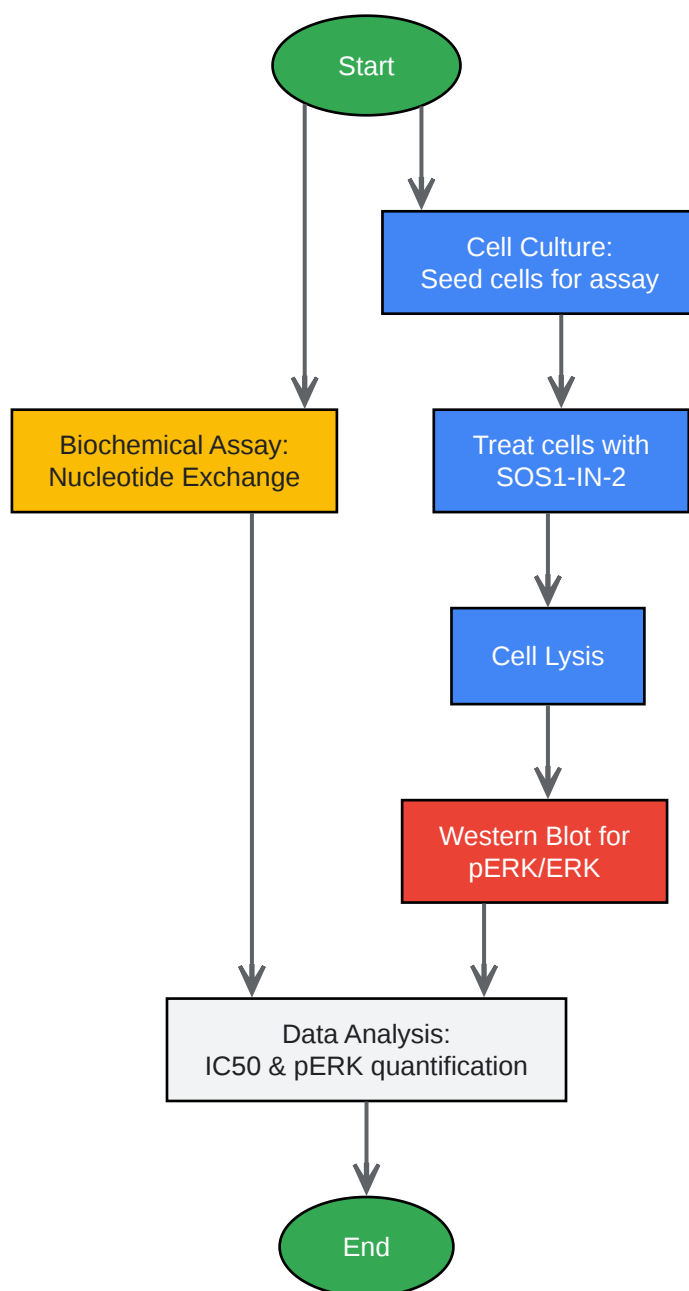 Start
Cell Culture:
Seed cells for assay
Biochemical Assay:
Nucleotide Exchange
Treat cells with
SOS1-IN-2
Cell Lysis
Western Blot for
pERK/ERK
Data Analysis:
IC50 & pERK quantification
End